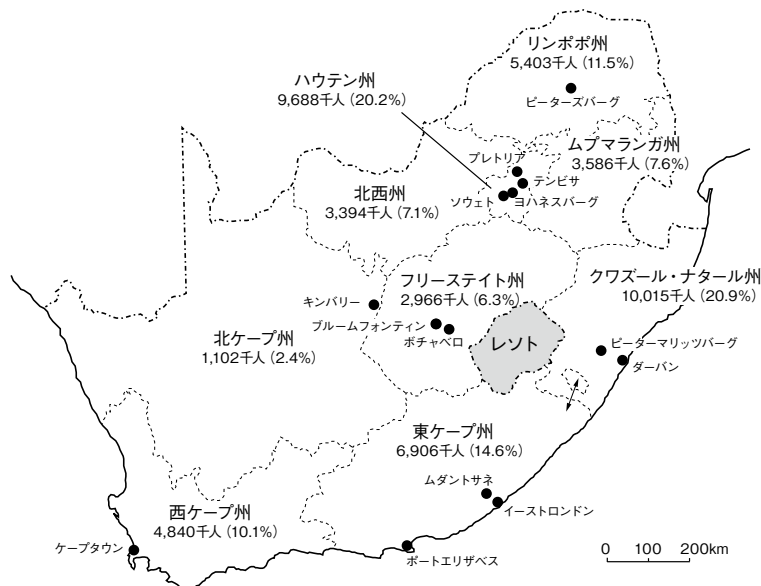 リンポポ州
5,403千人（11.5%）
ピーターズバーグ
ハウテン州
9,688千人（20.2%）
ムプマランガ州
3,586千人（7.6%）
プレトリア
テンビサ
ソウェト
ヨハネスバーグ
北西州
3,394千人（7.1%）
フリーステイト州
2,966千人（6.3%）
クワズール・ナタール州
10,015千人（20.9%）
キンバリー
ブルームフォンティン
ボチャベロ
レソト
ピーターマリッツバーグ
ダーバン
北ケープ州
1,102千人（2.4%）
東ケープ州
6,906千人（14.6%）
ムダントサネ
イーストロンドン
西ケープ州
4,840千人（10.1%）
ケープタウン
ポートエリザベス
0 100 200km